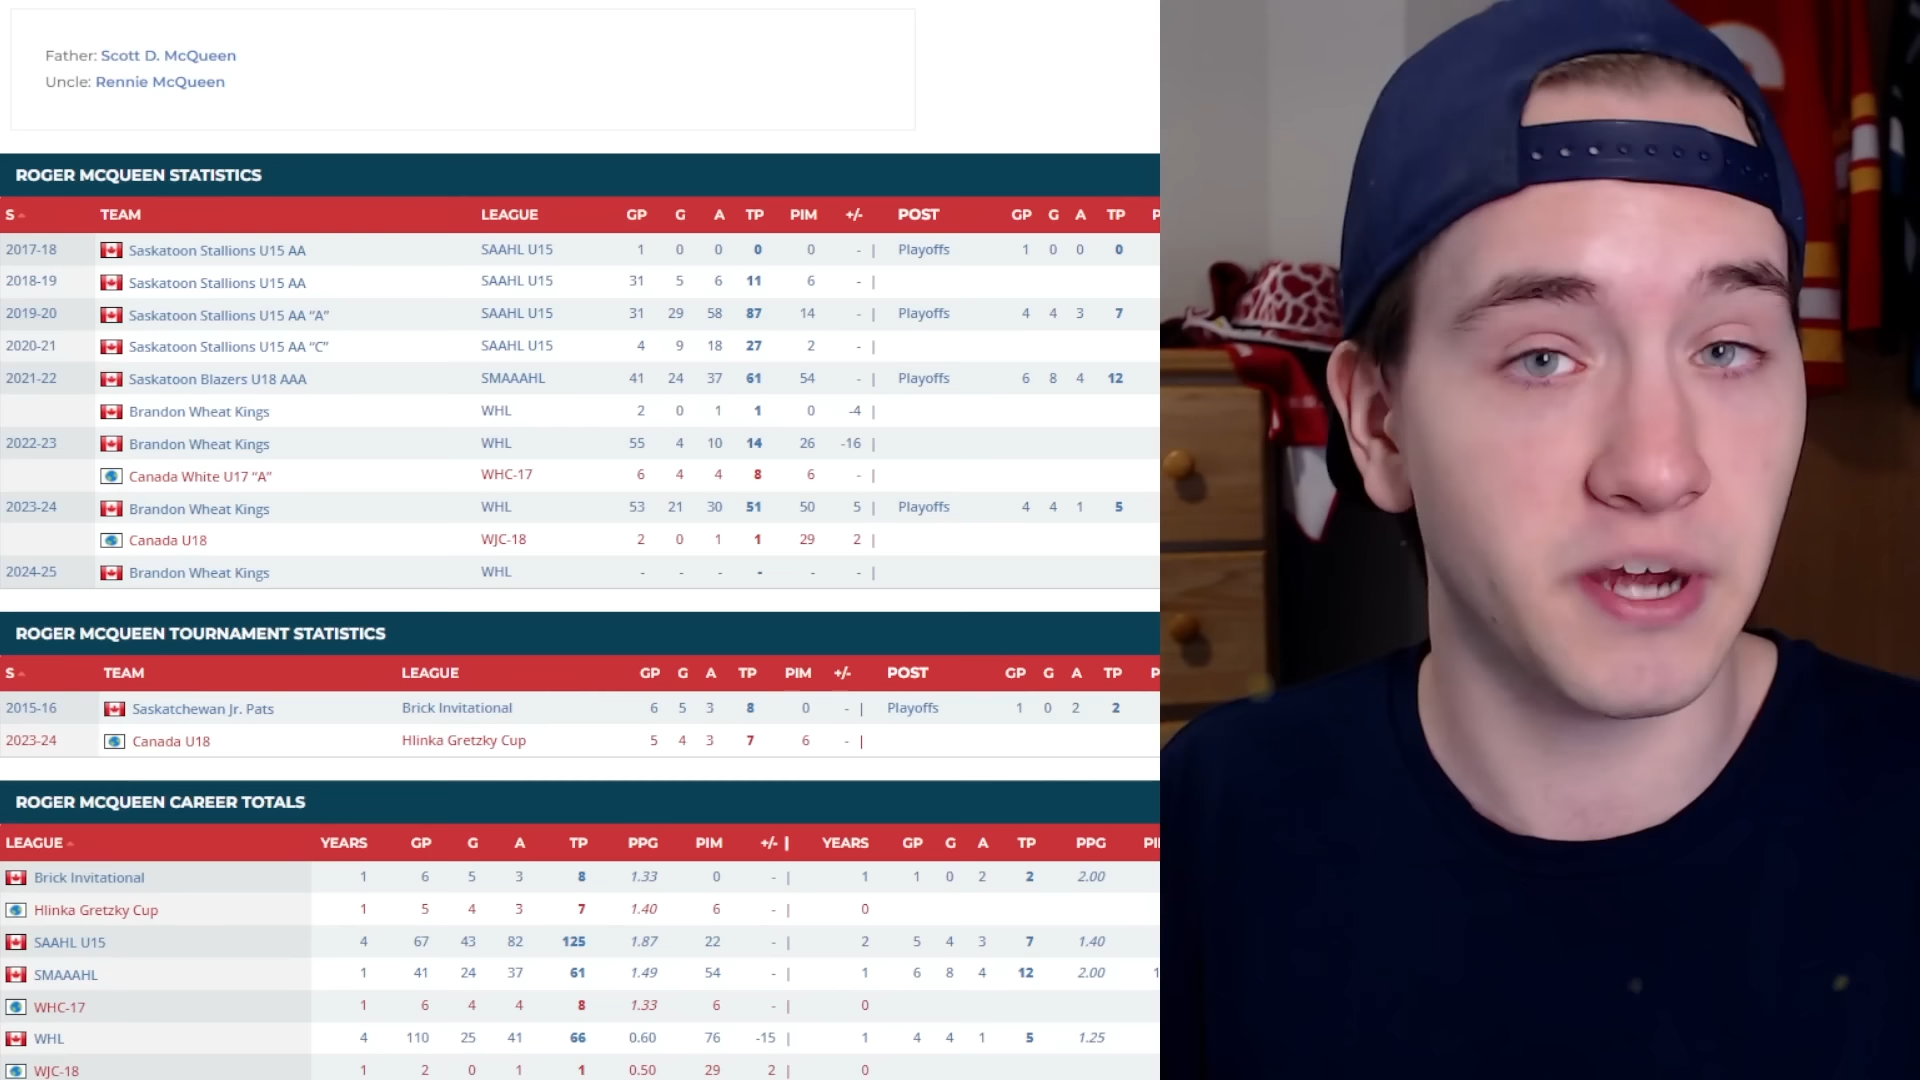 Father: Scott D. McQueen
Uncle: Rennie McQueen
ROGER MCQUEEN STATISTICS
S TEAM LEAGUE GP G A TP PIM +/- POST GP G A TP P
2017-18 Saskatoon Stallions U15 AA SAAHL U15 1 0 0 0 0 - | Playoffs 1 0 0 0
2018-19 Saskatoon Stallions U15 AA SAAHL U15 31 5 6 11 6 - |
2019-20 Saskatoon Stallions U15 AA “A” SAAHL U15 31 29 58 87 14 - | Playoffs 4 4 3 7
2020-21 Saskatoon Stallions U15 AA “C” SAAHL U15 4 9 18 27 2 - |
2021-22 Saskatoon Blazers U18 AAA SMAAAHL 41 24 37 61 54 - | Playoffs 6 8 4 12
Brandon Wheat Kings WHL 2 0 1 1 0 -4 |
2022-23 Brandon Wheat Kings WHL 55 4 10 14 26 -16 |
Canada White U17 “A” WHC-17 6 4 4 8 6 - |
2023-24 Brandon Wheat Kings WHL 53 21 30 51 50 5 | Playoffs 4 4 1 5
Canada U18 WJC-18 2 0 1 1 29 2 |
2024-25 Brandon Wheat Kings WHL - - - - - - |
ROGER MCQUEEN TOURNAMENT STATISTICS
S TEAM LEAGUE GP G A TP PIM +/- POST GP G A TP P
2015-16 Saskatchewan Jr. Pats Brick Invitational 6 5 3 8 0 - | Playoffs 1 0 2 2
2023-24 Canada U18 Hlinka Gretzky Cup 5 4 3 7 6 - |
ROGER MCQUEEN CAREER TOTALS
LEAGUE YEARS GP G A TP PPG PIM +/- | YEARS GP G A TP PPG PI
Brick Invitational 1 6 5 3 8 1.33 0 - | 1 1 0 2 2 2.00
Hlinka Gretzky Cup 1 5 4 3 7 1.40 6 - | 0
SAAHL U15 4 67 43 82 125 1.87 22 - | 2 5 4 3 7 1.40
SMAAAHL 1 41 24 37 61 1.49 54 - | 1 6 8 4 12 2.00 1
WHC-17 1 6 4 4 8 1.33 6 - | 0
WHL 4 110 25 41 66 0.60 76 -15 | 1 4 4 1 5 1.25
WJC-18 1 2 0 1 1 0.50 29 2 | 0